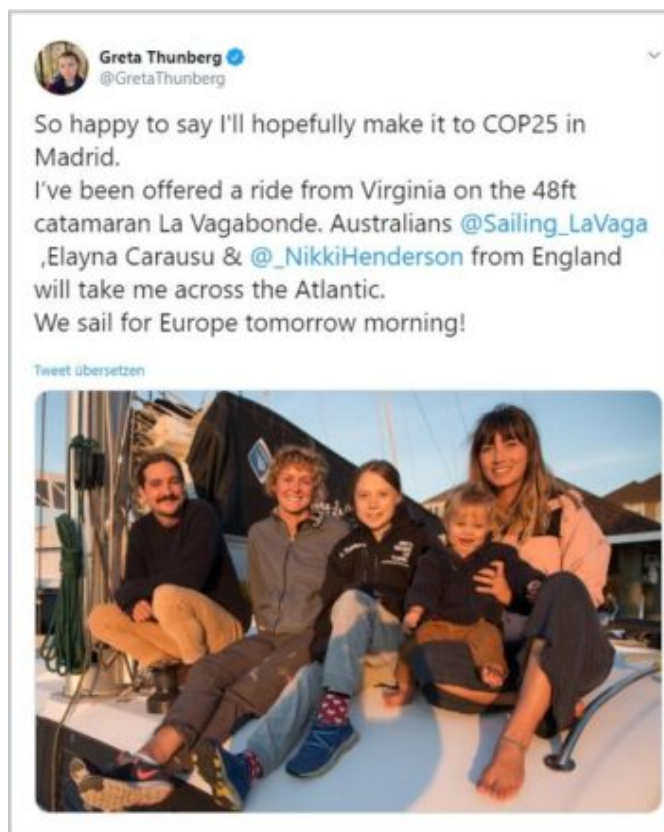 Greta Thunberg
@GretaThunberg
So happy to say I'll hopefully make it to COP25 in
Madrid.
I've been offered a ride from Virginia on the 48ft
catamaran La Vagabonde. Australians @Sailing_LaVaga
,Elayna Carausu & @_NikkiHenderson from England
will take me across the Atlantic.
We sail for Europe tomorrow morning!
Tweet übersetzen